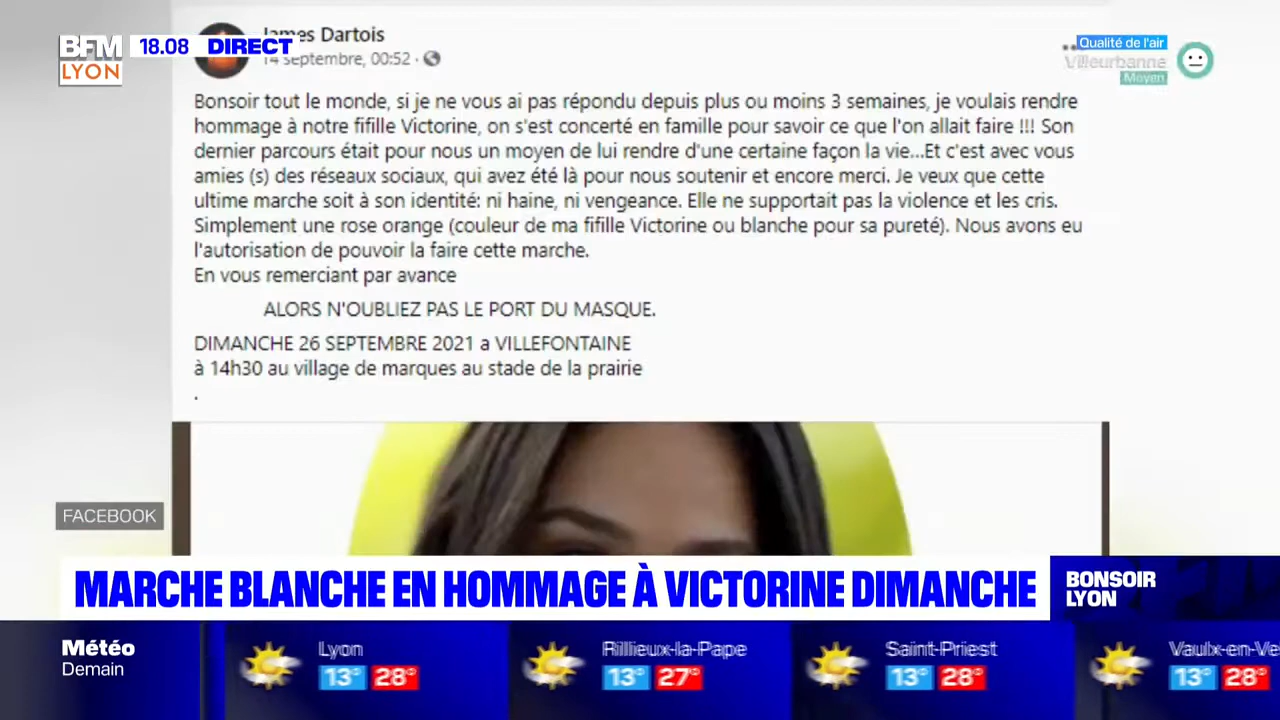 BFM
LYON
18.08 DIRECT
James Dartois
14 septembre, 00:52 ·
Qualité de l'air
Villeurbanne
Moyen
Bonsoir tout le monde, si je ne vous ai pas répondu depuis plus ou moins 3 semaines, je voulais rendre
hommage à notre fifille Victorine, on s'est concerté en famille pour savoir ce que l'on allait faire !!! Son
dernier parcours était pour nous un moyen de lui rendre d'une certaine façon la vie...Et c'est avec vous
amies (s) des réseaux sociaux, qui avez été là pour nous soutenir et encore merci. Je veux que cette
ultime marche soit à son identité: ni haine, ni vengeance. Elle ne supportait pas la violence et les cris.
Simplement une rose orange (couleur de ma fifille Victorine ou blanche pour sa pureté). Nous avons eu
l'autorisation de pouvoir la faire cette marche.
En vous remerciant par avance
ALORS N'OUBLIEZ PAS LE PORT DU MASQUE.
DIMANCHE 26 SEPTEMBRE 2021 a VILLEFONTAINE
à 14h30 au village de marques au stade de la prairie
.
FACEBOOK
MARCHE BLANCHE EN HOMMAGE À VICTORINE DIMANCHE
BONSOIR
LYON
Météo
Demain
Lyon
13° 28°
Rillieux-la-Pape
13° 27°
Saint-Priest
13° 28°
Vaulx-en-Ve
13° 28°